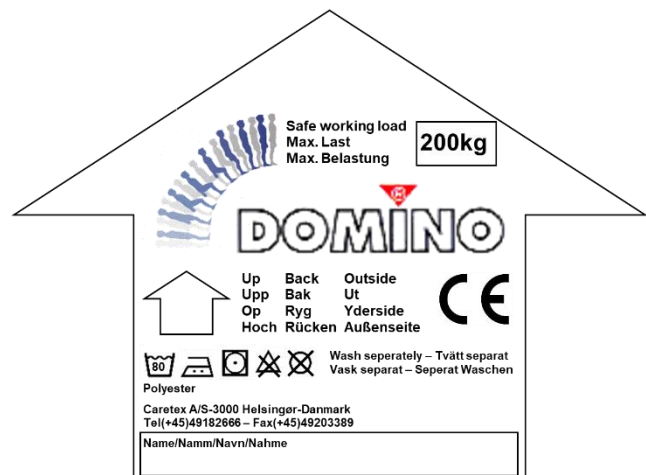 Safe working load
Max. Last
Max. Belastung
200kg
DOMINO
Up Back Outside
Upp Bak Ut
Op Ryg Yderside
Hoch Rücken Außenseite
CE
80
Wash seperately – Tvätt separat
Vask separat – Seperat Waschen
Polyester
Caretex A/S-3000 Helsingør-Danmark
Tel(+45)49182666 – Fax(+45)49203389
Name/Namm/Navn/Nahme